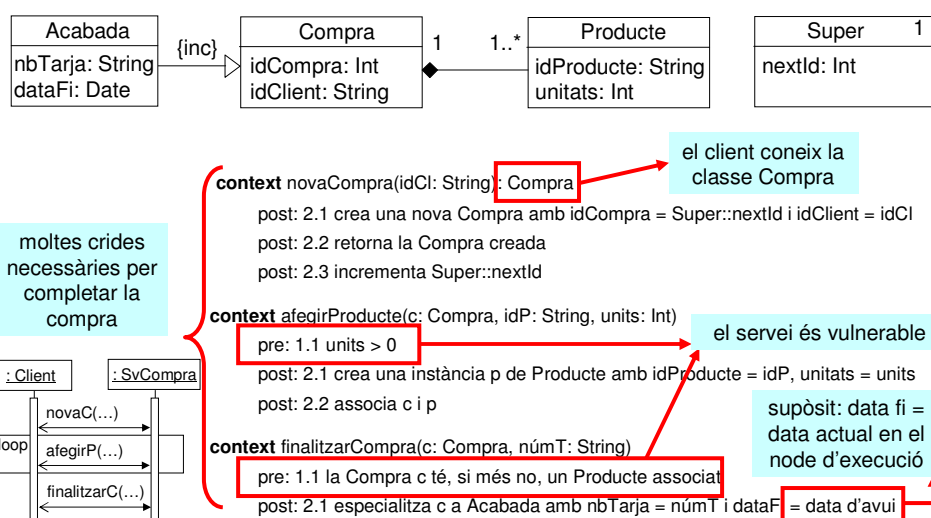 Acabada
nbTarja: String
dataFi: Date
{inc}
Compra
idCompra: Int
idClient: String
1
1..*
Producte
idProducte: String
unitats: Int
Super
1
nextId: Int
el client coneix la
classe Compra
context novaCompra(idCl: String): Compra
post: 2.1 crea una nova Compra amb idCompra = Super::nextId i idClient = idCl
post: 2.2 retorna la Compra creada
post: 2.3 incrementa Super::nextId
moltes crides
necessàries per
completar la
compra
context afegirProducte(c: Compra, idP: String, units: Int)
pre: 1.1 units > 0
el servei és vulnerable
post: 2.1 crea una instància p de Producte amb idProducte = idP, unitats = units
post: 2.2 associa c i p
: Client
: SvCompra
novaC(…)
loop
afegirP(…)
finalitzarC(…)
supòsit: data fi =
data actual en el
node d'execució
context finalitzarCompra(c: Compra, númT: String)
pre: 1.1 la Compra c té, si més no, un Producte associat
post: 2.1 especialitza c a Acabada amb nbTarja = númT i dataFi = data d'avui